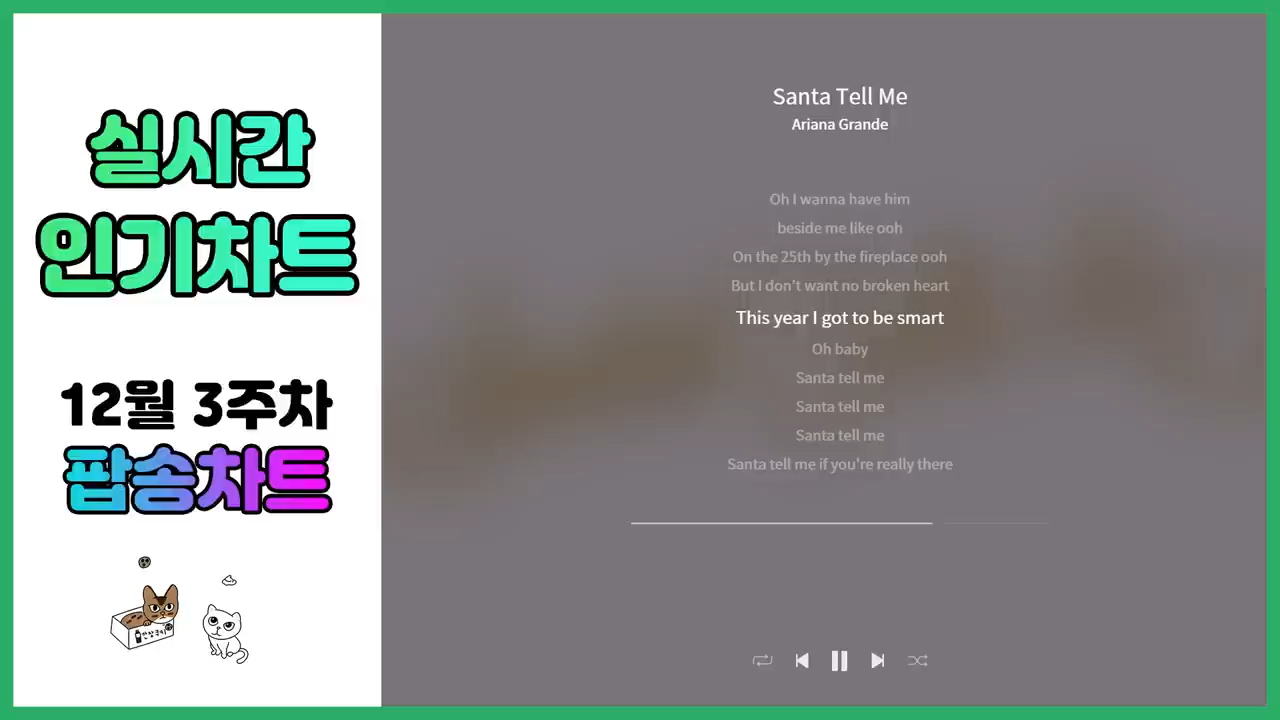 실시간
인기차트
12월 3주차
팝송차트
Santa Tell Me
Ariana Grande
Oh I wanna have him
beside me like ooh
On the 25th by the fireplace ooh
But I don't want no broken heart
This year I got to be smart
Oh baby
Santa tell me
Santa tell me
Santa tell me
Santa tell me if you're really there